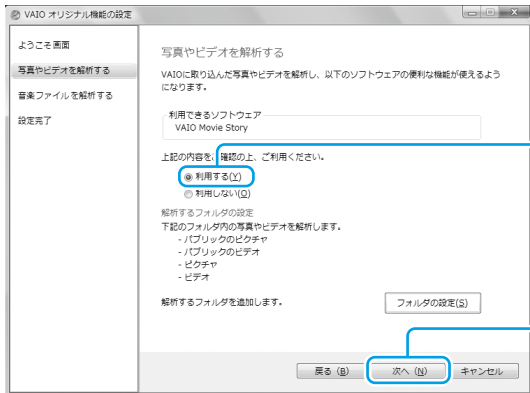 VAIO オリジナル機能の設定
ようこそ画面
写真やビデオを解析する
音楽ファイルを解析する
設定完了
写真やビデオを解析する
VAIOに取り込んだ写真やビデオを解析し、以下のソフトウェアの便利な機能が使えるよう
になります。
利用できるソフトウェア
VAIO Movie Story
上記の内容をご確認の上、ご利用ください。
利用する(Y)
利用しない(O)
解析するフォルダの設定
下記のフォルダ内の写真やビデオを解析します。
- パブリックのピクチャ
- パブリックのビデオ
- ピクチャ
- ビデオ
解析するフォルダを追加します。
フォルダの設定(S)
戻る (B)
次へ (N)
キャンセル